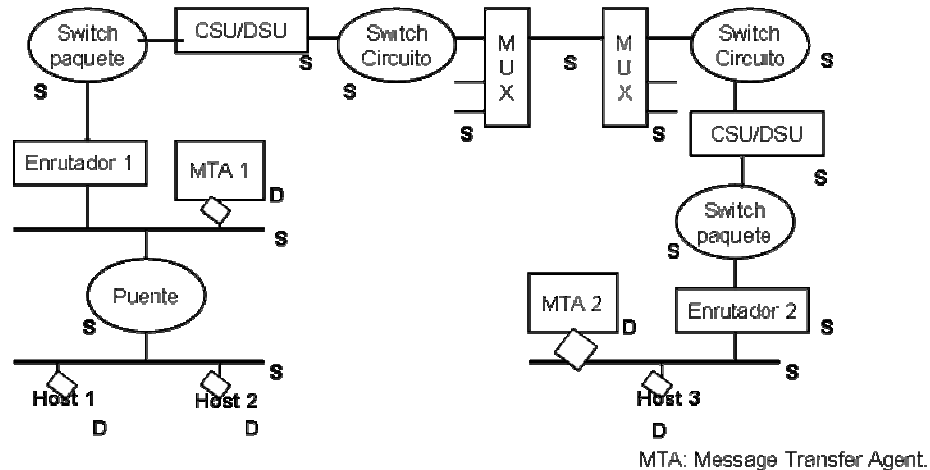 Switch
paquete
S
CSU/DSU
S
Switch
Circuito
S
M
U
X
S
S
M
U
X
S
Switch
Circuito
S
CSU/DSU
S
Switch
paquete
S
Enrutador 1
MTA 1
D
S
Puente
S
S
Host 1
D
Host 2
D
MTA 2
D
Enrutador 2
S
S
Host 3
D
MTA: Message Transfer Agent.